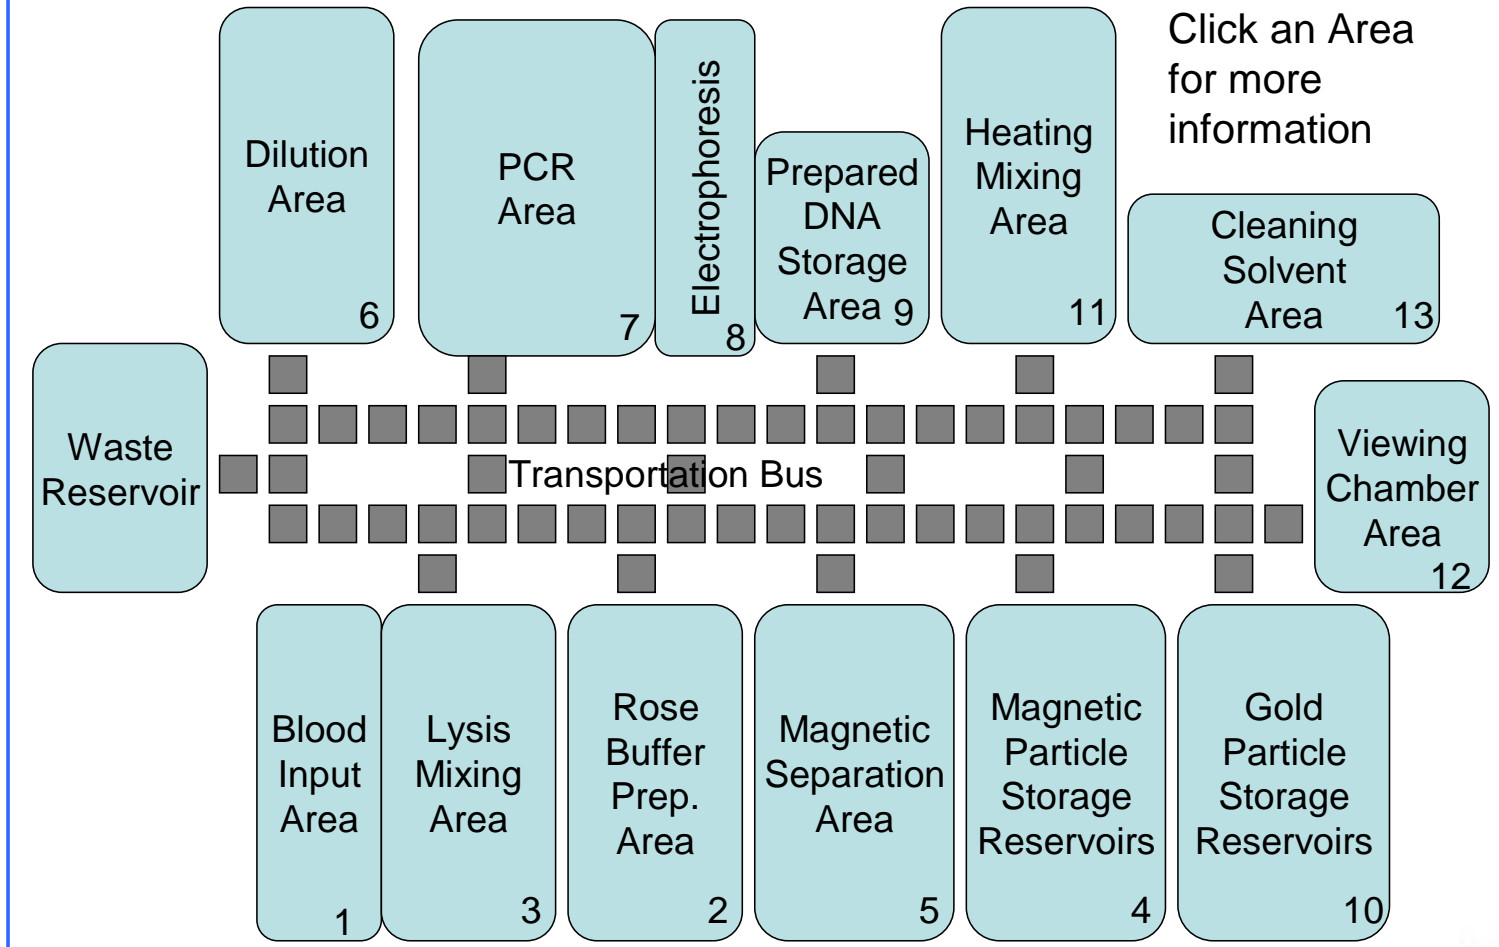 Click an Area
for more
information
Dilution
Area
6
PCR
Area
7
Electrophoresis
8
Prepared
DNA
Storage
Area 9
Heating
Mixing
Area
11
Cleaning
Solvent
Area 13
Waste
Reservoir
Transportation Bus
Viewing
Chamber
Area
12
Blood
Input
Area
1
Lysis
Mixing
Area
3
Rose
Buffer
Prep.
Area
2
Magnetic
Separation
Area
5
Magnetic
Particle
Storage
Reservoirs
4
Gold
Particle
Storage
Reservoirs
10